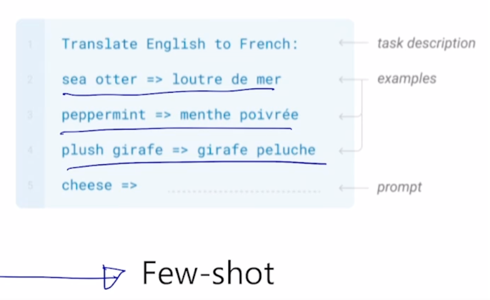 1 Translate English to French: task description
2 sea otter => loutre de mer examples
3 peppermint => menthe poivrée
4 plush girafe => girafe peluche
5 cheese => .................... prompt
Few-shot